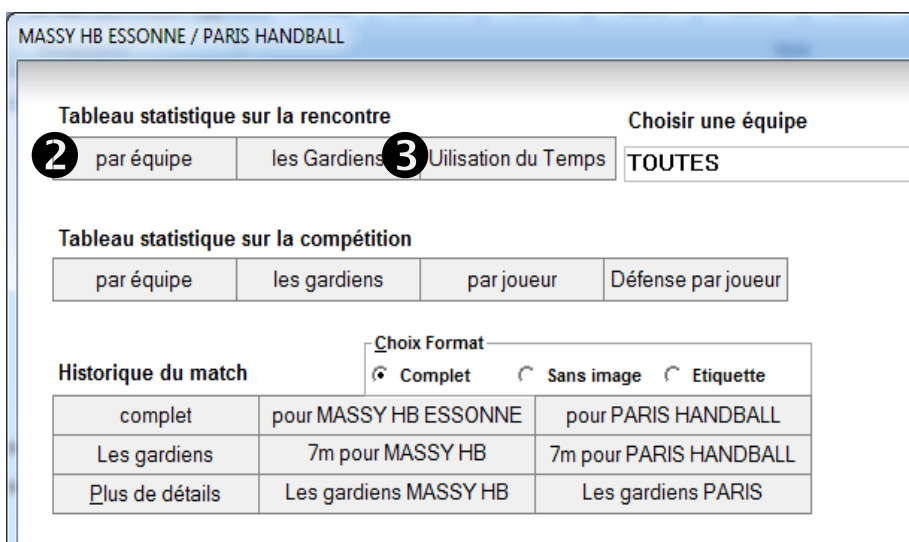 MASSY HB ESSONNE / PARIS HANDBALL
Tableau statistique sur la rencontre
Choisir une équipe
2 par équipe les Gardiens 3 Uilisation du Temps TOUTES
Tableau statistique sur la compétition
par équipe les gardiens par joueur Défense par joueur
Choix Format
Historique du match Complet Sans image Etiquette
complet pour MASSY HB ESSONNE pour PARIS HANDBALL
Les gardiens 7m pour MASSY HB 7m pour PARIS HANDBALL
Plus de détails Les gardiens MASSY HB Les gardiens PARIS